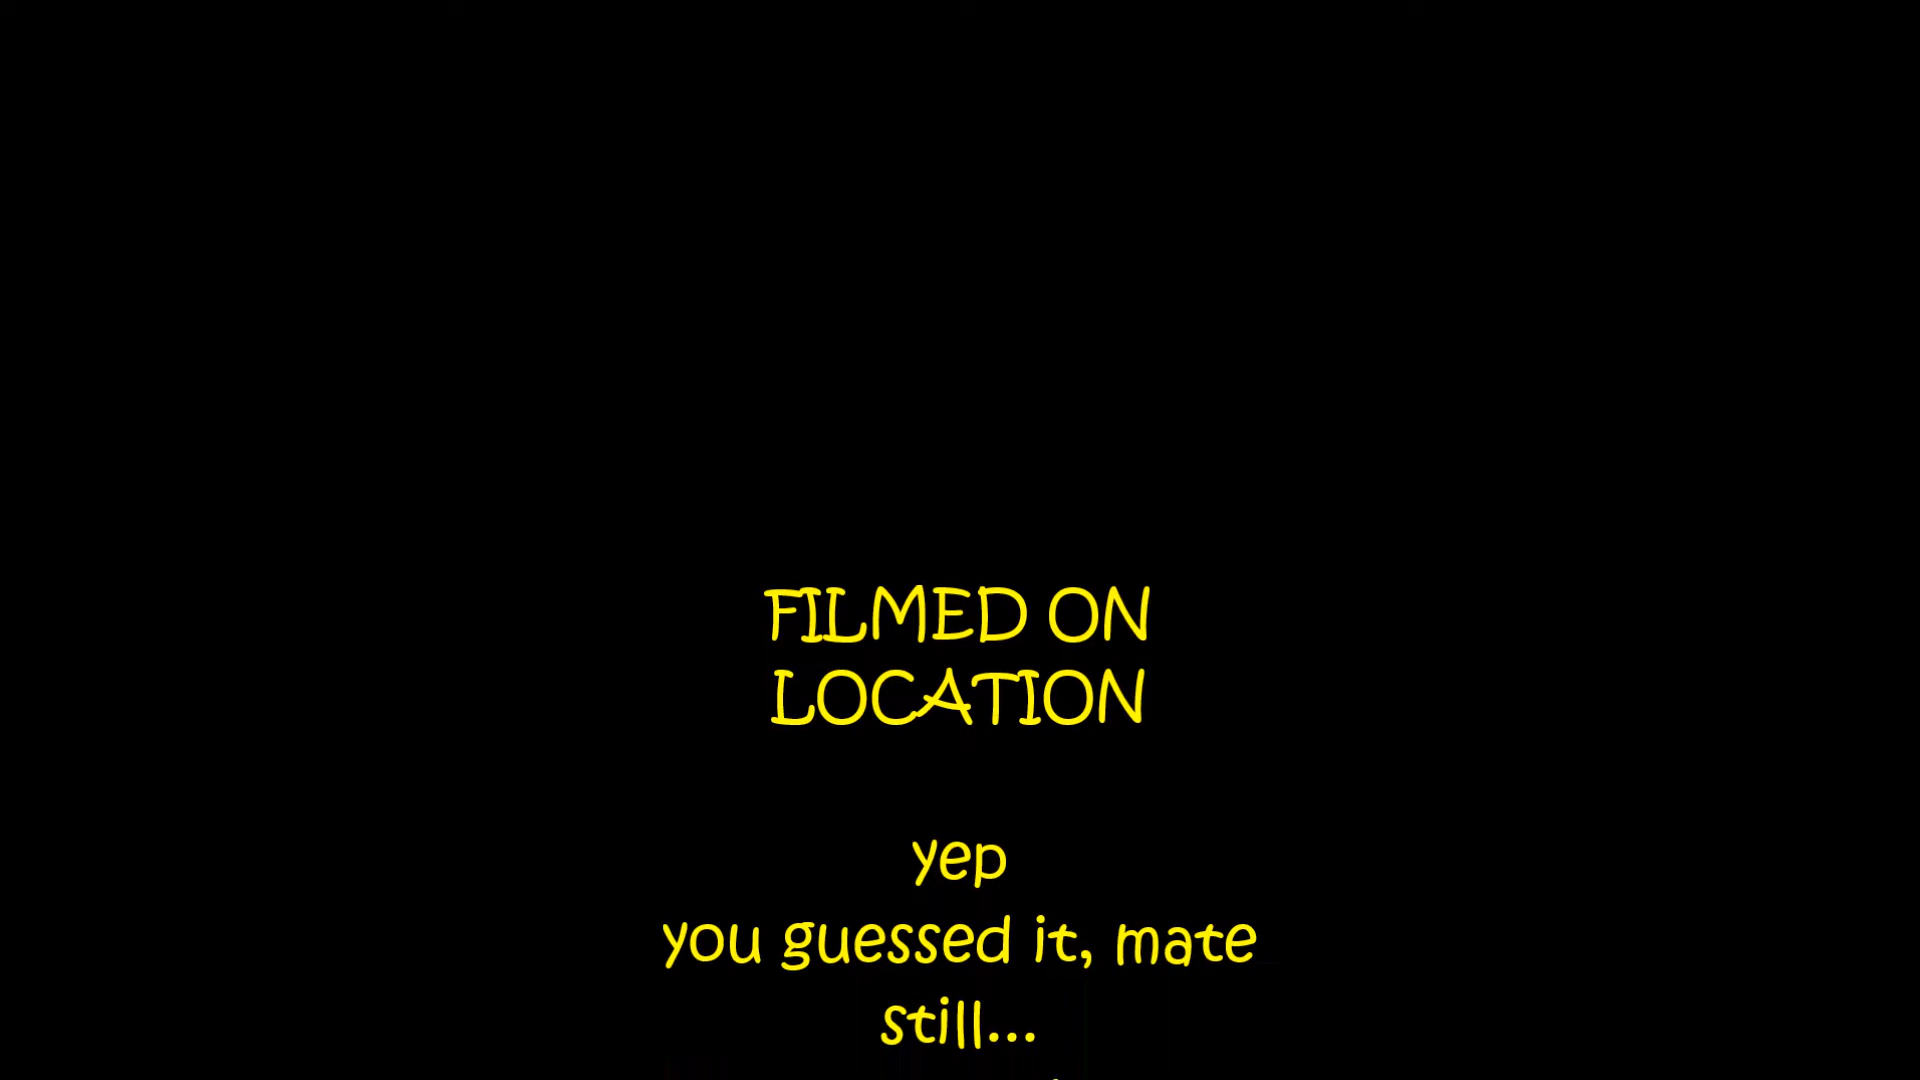 FILMED ON
LOCATION
yep
you guessed it, mate
still...